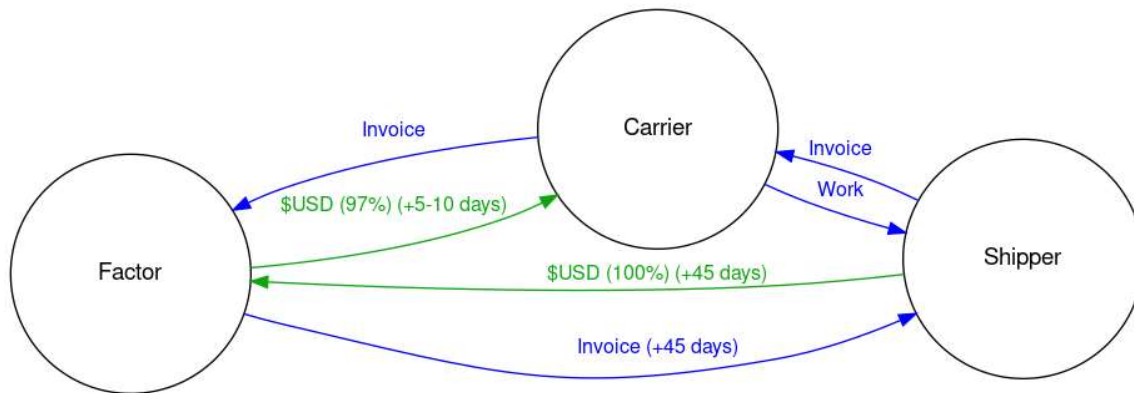 Carrier
Invoice
Invoice
Work
$USD (97%) (+5-10 days)
Factor
Shipper
$USD (100%) (+45 days)
Invoice (+45 days)